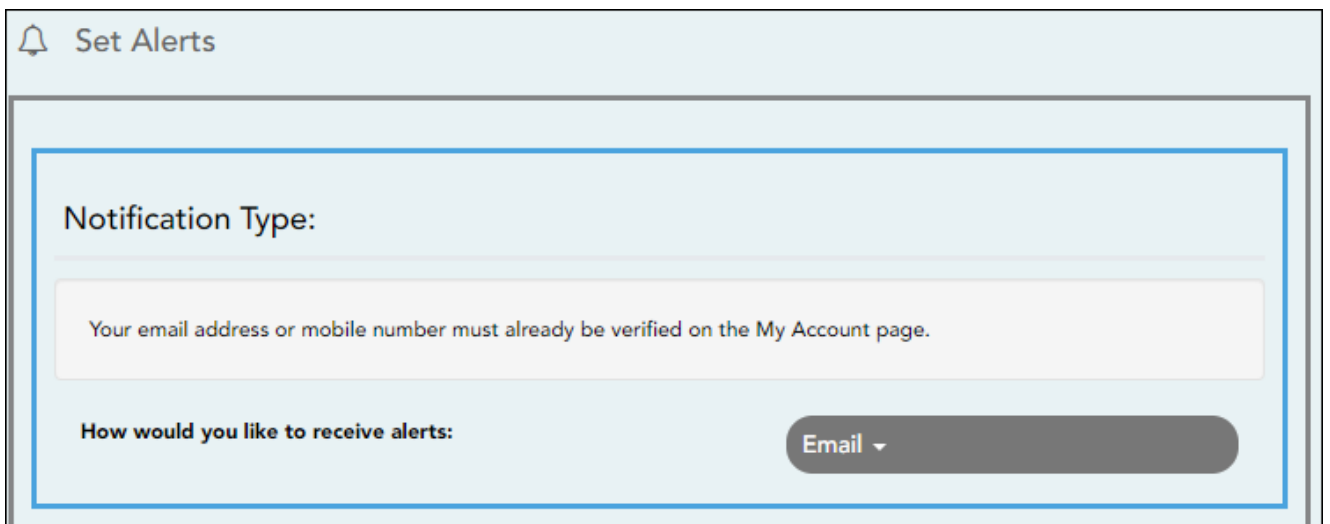 Set Alerts
Notification Type:
Your email address or mobile number must already be verified on the My Account page.
How would you like to receive alerts:
Email